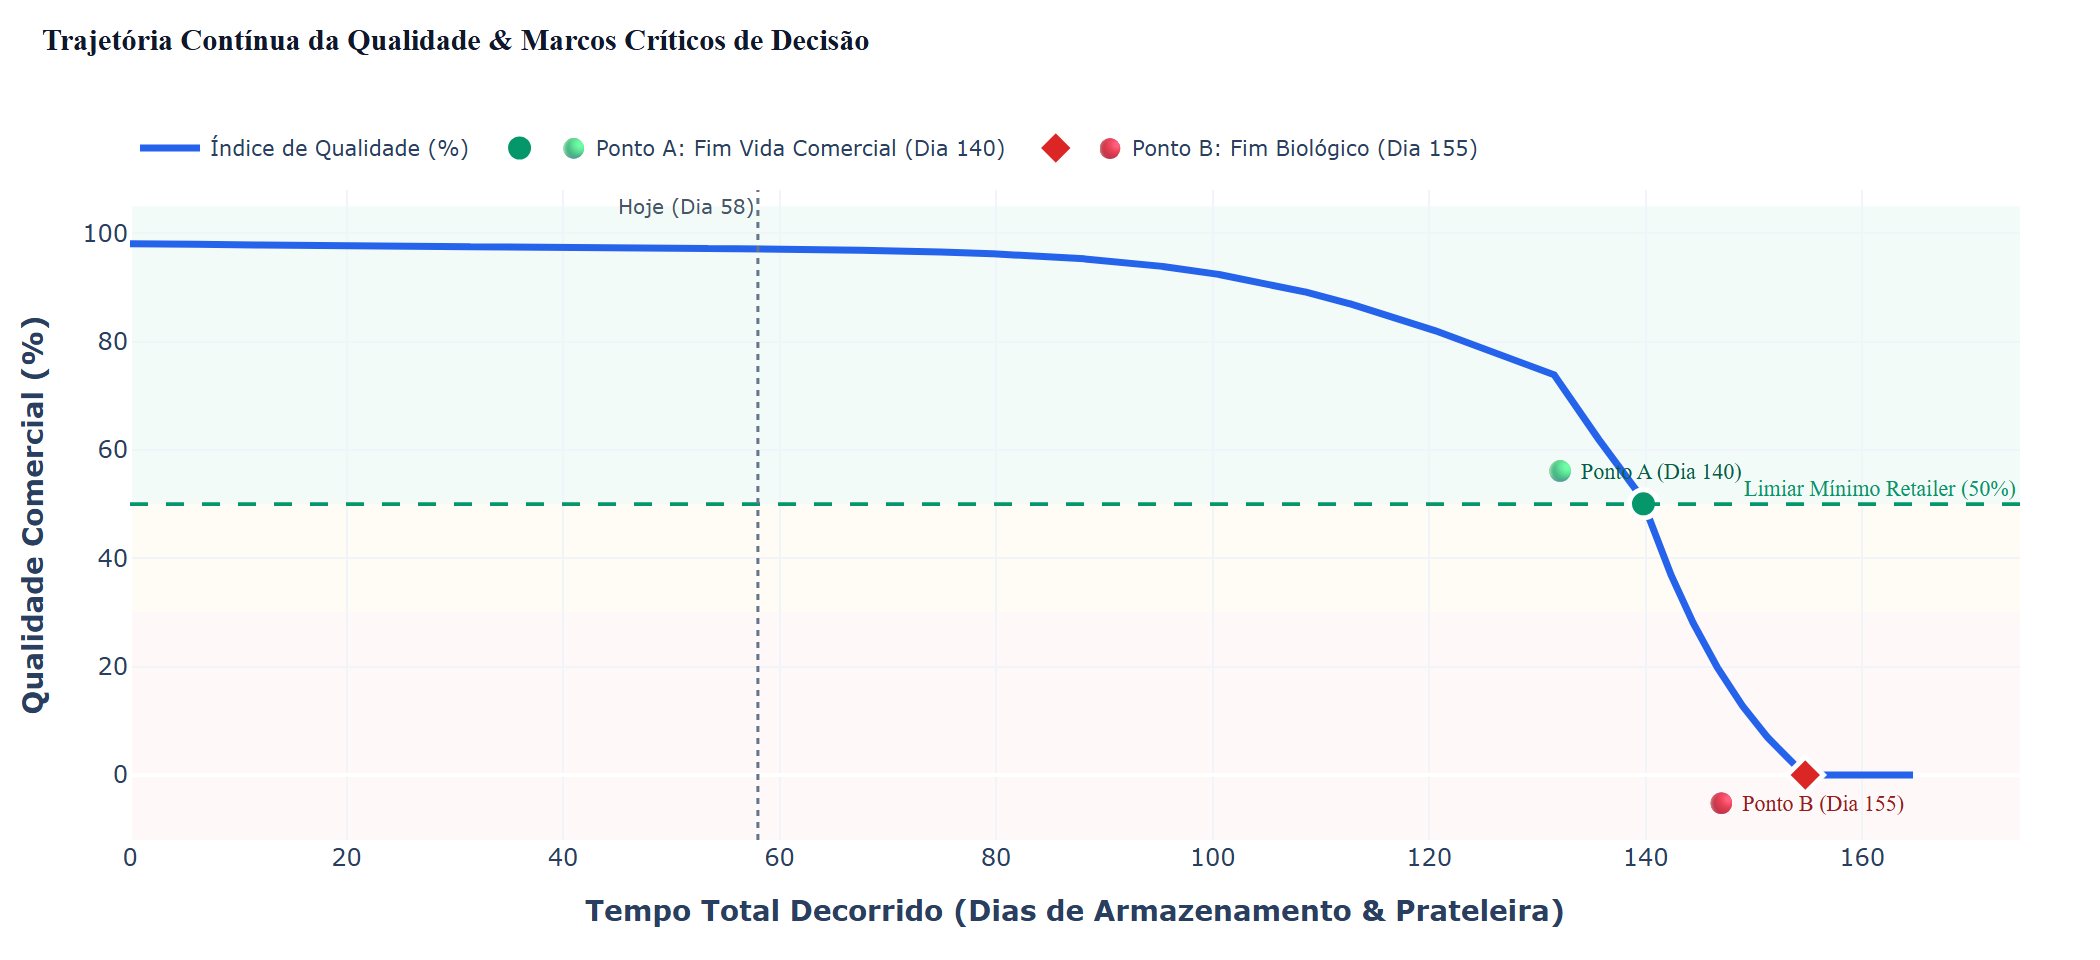 Trajetória Contínua da Qualidade & Marcos Críticos de Decisão
Índice de Qualidade (%)
Ponto A: Fim Vida Comercial (Dia 140)
Ponto B: Fim Biológico (Dia 155)
Hoje (Dia 58)
Qualidade Comercial (%)
100
80
60
40
20
0
Ponto A (Dia 140)
Limiar Mínimo Retailer (50%)
Ponto B (Dia 155)
0
20
40
60
80
100
120
140
160
Tempo Total Decorrido (Dias de Armazenamento & Prateleira)